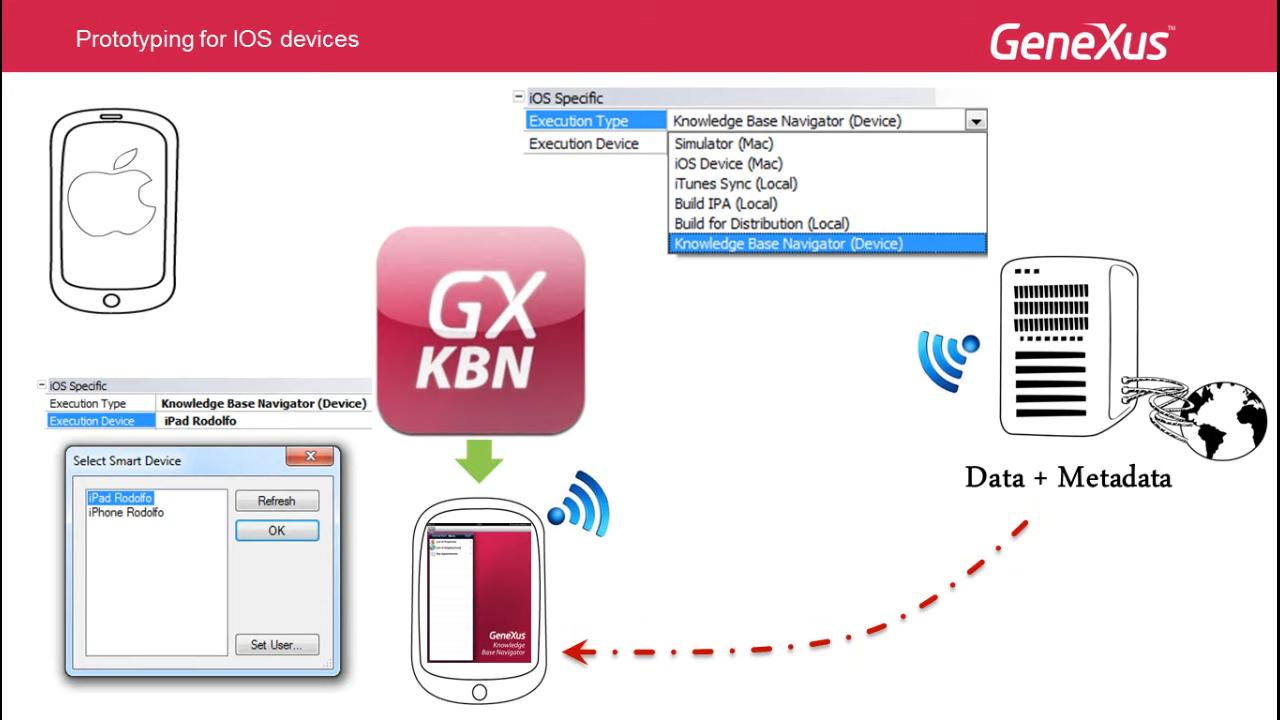 Prototyping for IOS devices
GeneXus™
iOS Specific
Execution Type Knowledge Base Navigator (Device)
Execution Device
Simulator (Mac)
iOS Device (Mac)
iTunes Sync (Local)
Build IPA (Local)
Build for Distribution (Local)
Knowledge Base Navigator (Device)
GX
KBN
iOS Specific
Execution Type Knowledge Base Navigator (Device)
Execution Device iPad Rodolfo
Select Smart Device
iPad Rodolfo
iPhone Rodolfo
Refresh
OK
Set User...
Data + Metadata
GeneXus
Knowledge
Base Navigator